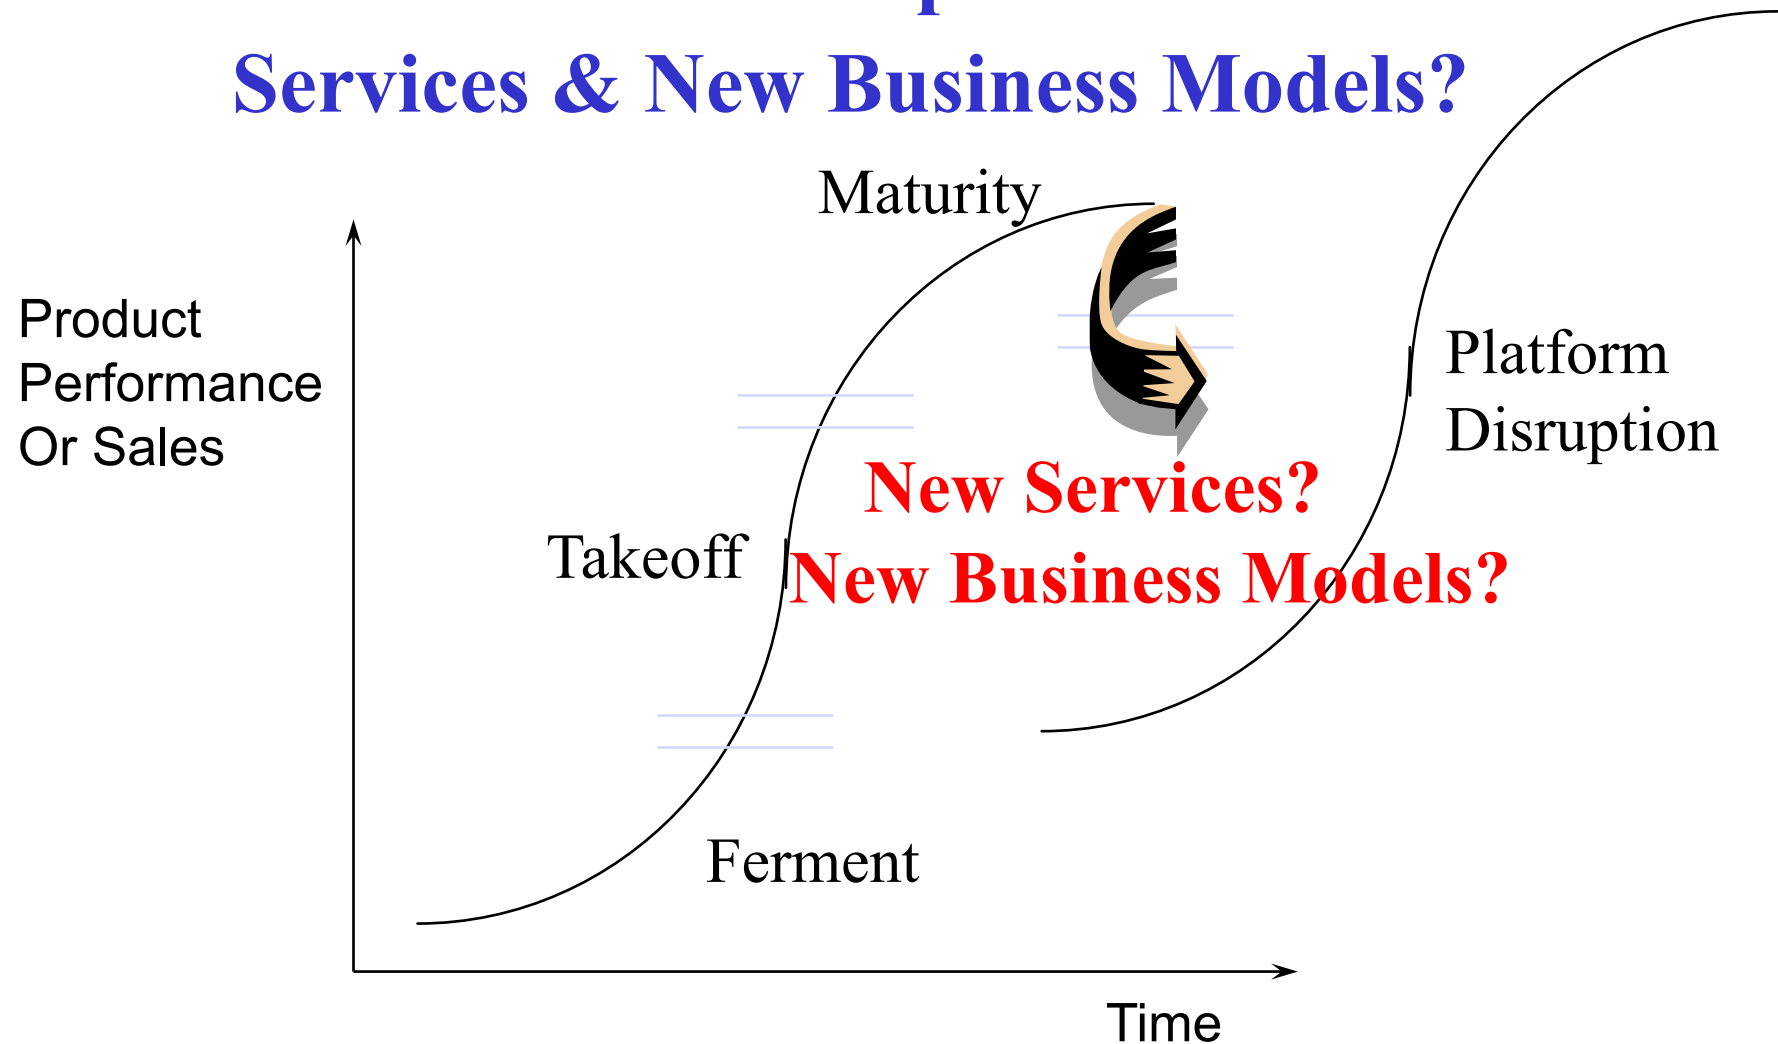 Services & New Business Models?
Maturity
Product
Performance
Or Sales
Platform
Disruption
New Services?
Takeoff
New Business Models?
Ferment
Time